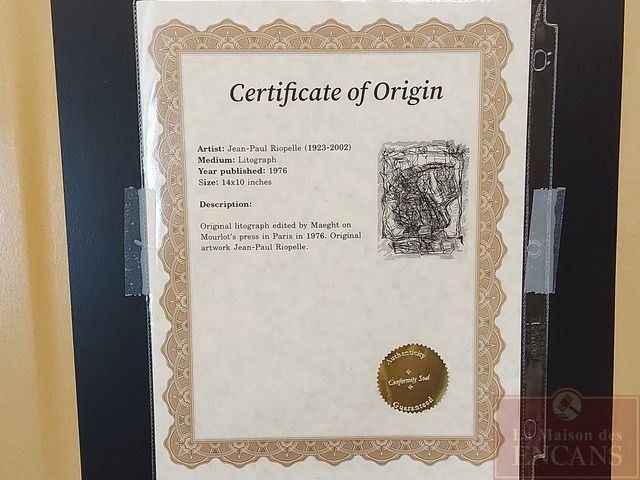 Certificate of Origin
Artist: Jean-Paul Riopelle (1923-2002)
Medium: Litograph
Year published: 1976
Size: 14x10 inches
Description:
Original litograph edited by Maeght on
Mourlot's press in Paris in 1976. Original
artwork Jean-Paul Riopelle.
Authenticity
Conformity Seal
Guaranteed
La Maison des
ENCANS